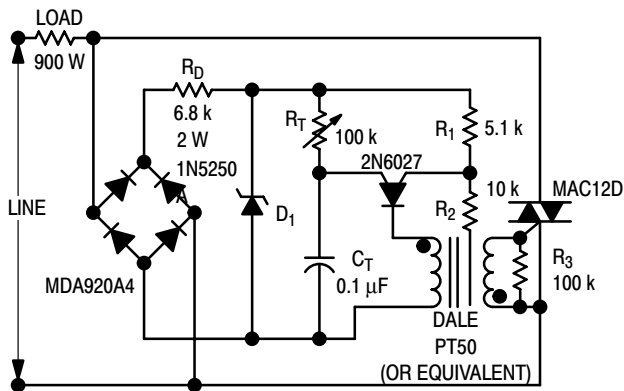 LOAD
900 W
R_D
6.8 k
2 W
1N5250
A
R_T
100 k
2N6027
R_1
5.1 k
10 k
MAC12D
R_2
LINE
D_1
C_T
0.1 µF
R_3
100 k
MDA920A4
DALE
PT50
(OR EQUIVALENT)